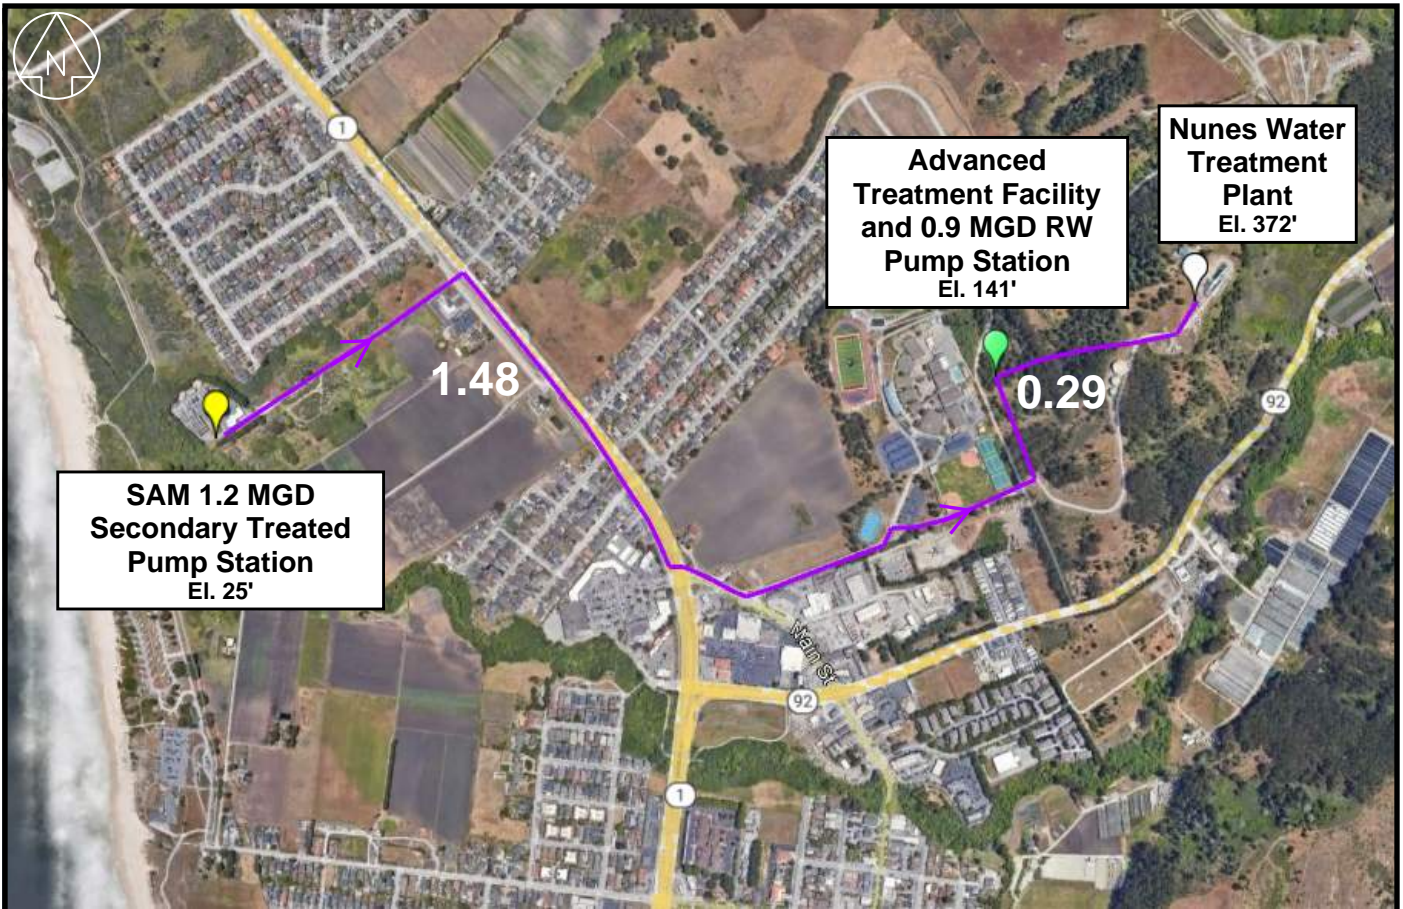 N
1
Advanced
Treatment Facility
and 0.9 MGD RW
Pump Station
El. 141'
Nunes Water
Treatment
Plant
El. 372'
1.48
0.29
92
SAM 1.2 MGD
Secondary Treated
Pump Station
El. 25'
Main St
92
1